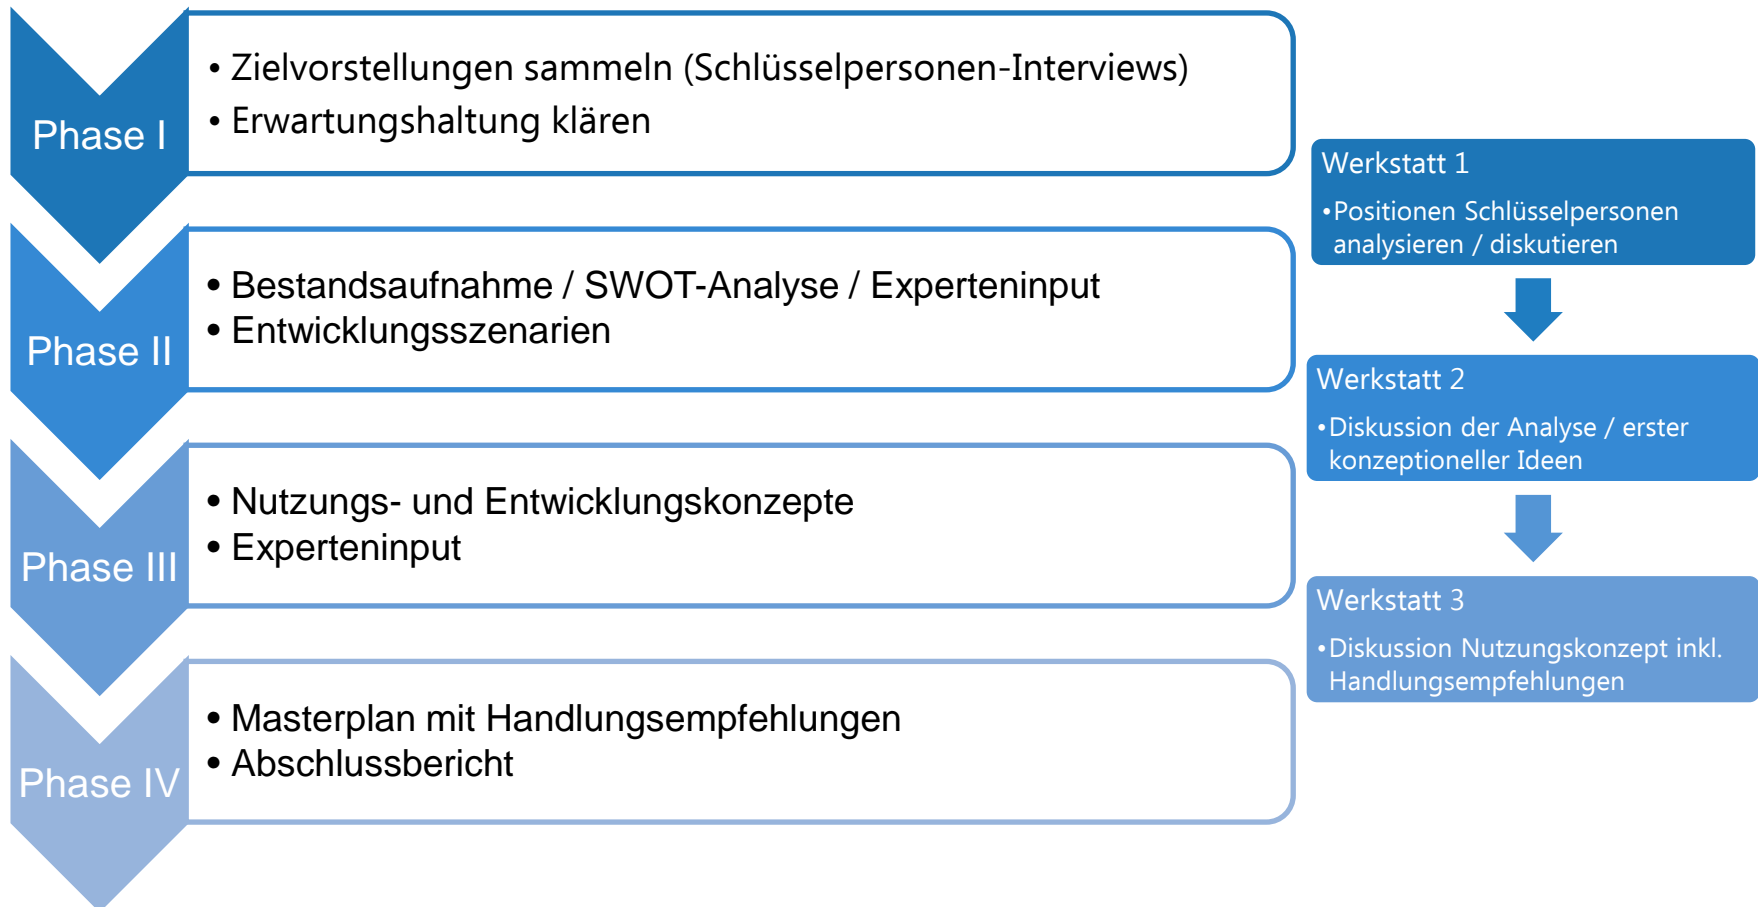 Phase I
• Zielvorstellungen sammeln (Schlüsselpersonen-Interviews)
• Erwartungshaltung klären
Phase II
• Bestandsaufnahme / SWOT-Analyse / Experteninput
• Entwicklungsszenarien
Phase III
• Nutzungs- und Entwicklungskonzepte
• Experteninput
Phase IV
• Masterplan mit Handlungsempfehlungen
• Abschlussbericht
Werkstatt 1
•Positionen Schlüsselpersonen
analysieren / diskutieren
Werkstatt 2
•Diskussion der Analyse / erster
konzeptioneller Ideen
Werkstatt 3
•Diskussion Nutzungskonzept inkl.
Handlungsempfehlungen